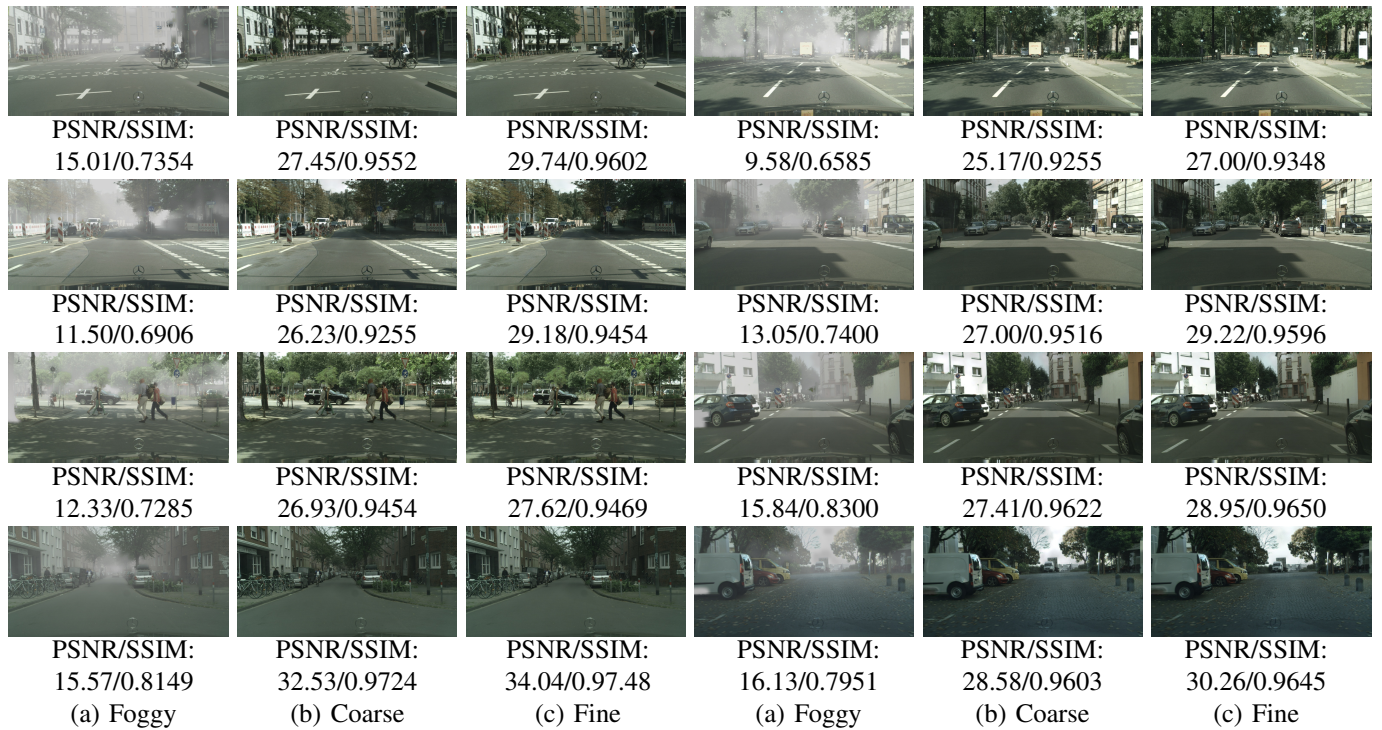 PSNR/SSIM: PSNR/SSIM: PSNR/SSIM: PSNR/SSIM: PSNR/SSIM: PSNR/SSIM:
15.01/0.7354 27.45/0.9552 29.74/0.9602 9.58/0.6585 25.17/0.9255 27.00/0.9348
PSNR/SSIM: PSNR/SSIM: PSNR/SSIM: PSNR/SSIM: PSNR/SSIM: PSNR/SSIM:
11.50/0.6906 26.23/0.9255 29.18/0.9454 13.05/0.7400 27.00/0.9516 29.22/0.9596
PSNR/SSIM: PSNR/SSIM: PSNR/SSIM: PSNR/SSIM: PSNR/SSIM: PSNR/SSIM:
12.33/0.7285 26.93/0.9454 27.62/0.9469 15.84/0.8300 27.41/0.9622 28.95/0.9650
PSNR/SSIM: PSNR/SSIM: PSNR/SSIM: PSNR/SSIM: PSNR/SSIM: PSNR/SSIM:
15.57/0.8149 32.53/0.9724 34.04/0.97.48 16.13/0.7951 28.58/0.9603 30.26/0.9645
(a) Foggy (b) Coarse (c) Fine (a) Foggy (b) Coarse (c) Fine